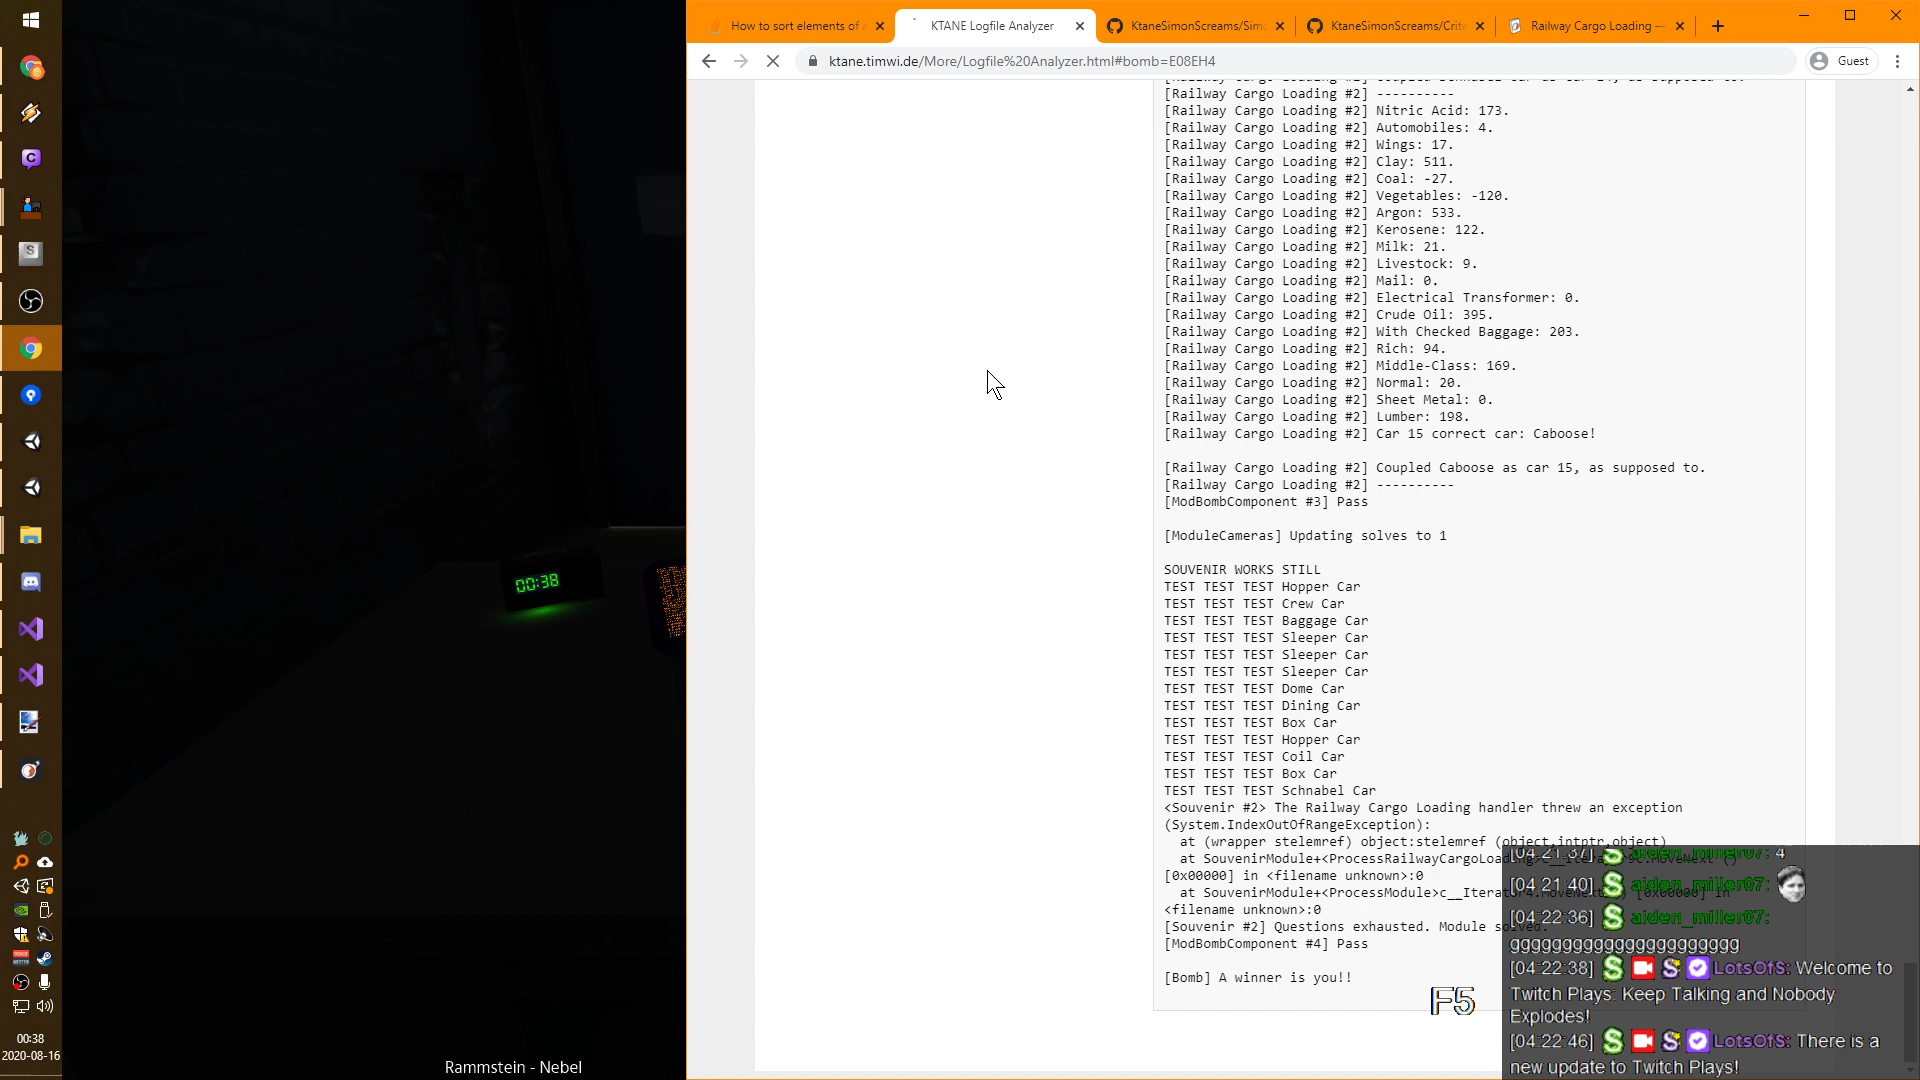 How to sort elements of a
KTANE Logfile Analyzer
KtaneSimonScreams/Sim
KtaneSimonScreams/Crite
Railway Cargo Loading —
ktane.timwi.de/More/Logfile%20Analyzer.html#bomb=E08EH4
Guest
[Railway Cargo Loading #2] ----------
[Railway Cargo Loading #2] Nitric Acid: 173.
[Railway Cargo Loading #2] Automobiles: 4.
[Railway Cargo Loading #2] Wings: 17.
[Railway Cargo Loading #2] Clay: 511.
[Railway Cargo Loading #2] Coal: -27.
[Railway Cargo Loading #2] Vegetables: -120.
[Railway Cargo Loading #2] Argon: 533.
[Railway Cargo Loading #2] Kerosene: 122.
[Railway Cargo Loading #2] Milk: 21.
[Railway Cargo Loading #2] Livestock: 9.
[Railway Cargo Loading #2] Mail: 0.
[Railway Cargo Loading #2] Electrical Transformer: 0.
[Railway Cargo Loading #2] Crude Oil: 395.
[Railway Cargo Loading #2] With Checked Baggage: 203.
[Railway Cargo Loading #2] Rich: 94.
[Railway Cargo Loading #2] Middle-Class: 169.
[Railway Cargo Loading #2] Normal: 20.
[Railway Cargo Loading #2] Sheet Metal: 0.
[Railway Cargo Loading #2] Lumber: 198.
[Railway Cargo Loading #2] Car 15 correct car: Caboose!
[Railway Cargo Loading #2] Coupled Caboose as car 15, as supposed to.
[Railway Cargo Loading #2] ----------
[ModBombComponent #3] Pass
[ModuleCameras] Updating solves to 1
SOUVENIR WORKS STILL
TEST TEST TEST Hopper Car
TEST TEST TEST Crew Car
TEST TEST TEST Baggage Car
TEST TEST TEST Sleeper Car
TEST TEST TEST Sleeper Car
TEST TEST TEST Sleeper Car
TEST TEST TEST Dome Car
TEST TEST TEST Dining Car
TEST TEST TEST Box Car
TEST TEST TEST Hopper Car
TEST TEST TEST Coil Car
TEST TEST TEST Box Car
TEST TEST TEST Schnabel Car
<Souvenir #2> The Railway Cargo Loading handler threw an exception
(System.IndexOutOfRangeException):
at (wrapper stelemref) object:stelemref (object,intptr,object)
at SouvenirModule+<ProcessRailwayCargoLoading>c__Iterator9C.MoveNext ()
[0x00000] in <filename unknown>:0
at SouvenirModule+<ProcessModule>c__Iterator4.MoveNext () [0x00000] in
<filename unknown>:0
[Souvenir #2] Questions exhausted. Module solved.
[ModBombComponent #4] Pass
[Bomb] A winner is you!!
F5
[04:21:37] aiden_miller07: 4
[04:21:40] aiden_miller07:
[04:22:36] aiden_miller07:
gggggggggggggggggggggg
[04:22:38] LotsOfS: Welcome to
Twitch Plays: Keep Talking and Nobody
Explodes!
[04:22:46] LotsOfS: There is a
new update to Twitch Plays!
00:38
00:38
2020-08-16
Rammstein - Nebel